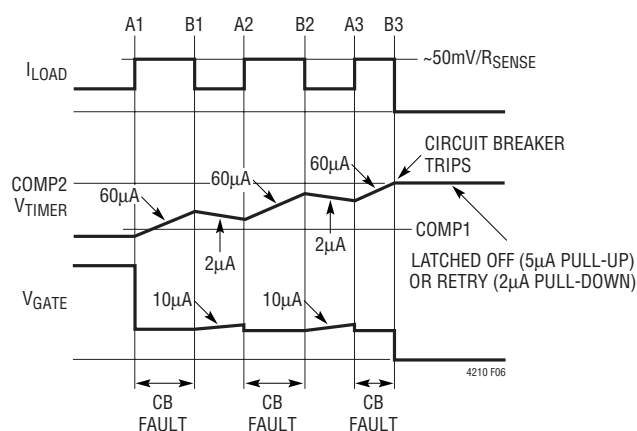 A1 B1 A2 B2 A3 B3
I LOAD
~50mV/RSENSE
CIRCUIT BREAKER
TRIPS
COMP2
VTIMER
60µA
60µA
60µA
2µA
2µA
COMP1
LATCHED OFF (5µA PULL-UP)
OR RETRY (2µA PULL-DOWN)
VGATE
10µA
10µA
4210 F06
CB
FAULT
CB
FAULT
CB
FAULT